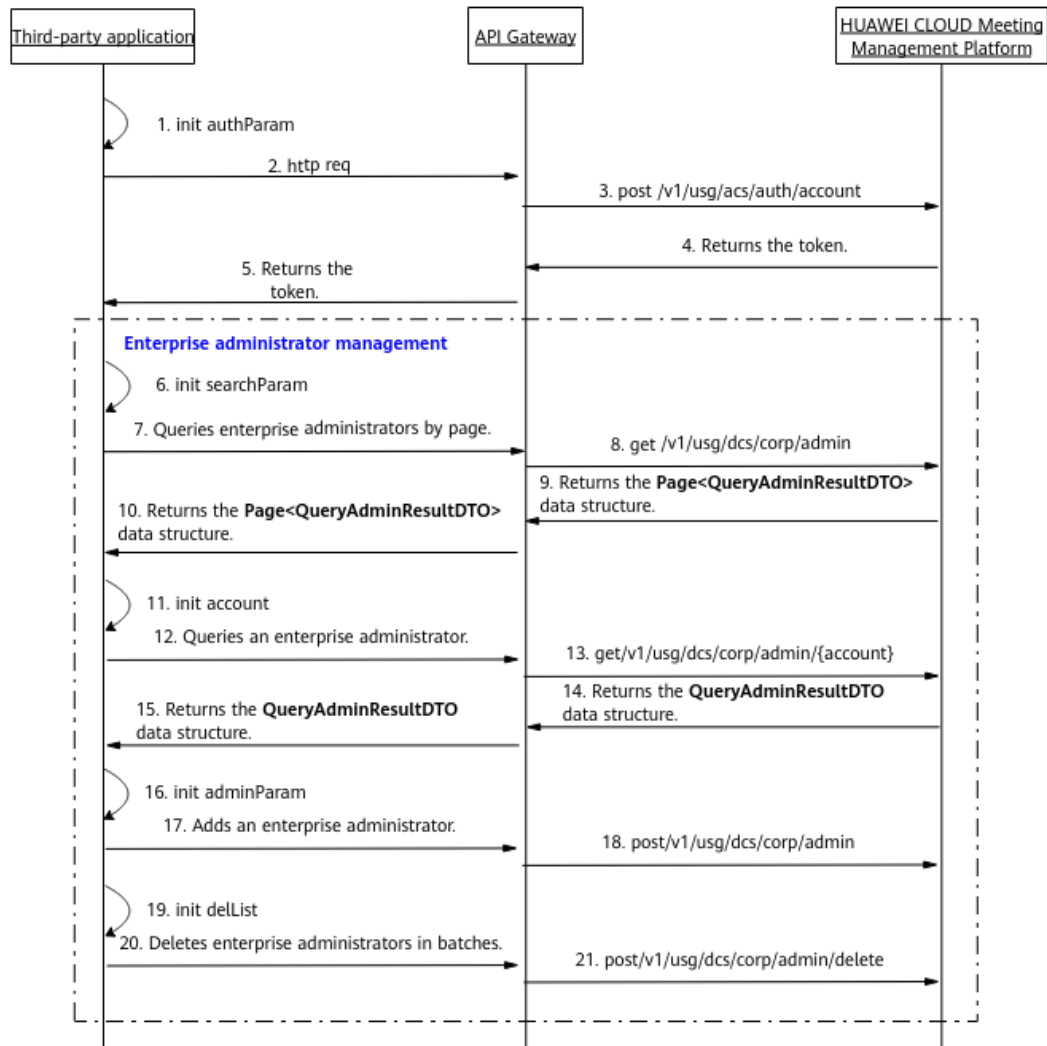 Third-party application
API Gateway
HUAWEI CLOUD Meeting
Management Platform
1. init authParam
2. http req
3. post /v1/usg/acs/auth/account
4. Returns the token.
5. Returns the
token.
Enterprise administrator management
6. init searchParam
7. Queries enterprise administrators by page.
8. get /v1/usg/dcs/corp/admin
9. Returns the Page<QueryAdminResultDTO>
data structure.
10. Returns the Page<QueryAdminResultDTO>
data structure.
11. init account
12. Queries an enterprise administrator.
13. get/v1/usg/dcs/corp/admin/{account}
14. Returns the QueryAdminResultDTO
data structure.
15. Returns the QueryAdminResultDTO
data structure.
16. init adminParam
17. Adds an enterprise administrator.
18. post/v1/usg/dcs/corp/admin
19. init delList
20. Deletes enterprise administrators in batches.
21. post/v1/usg/dcs/corp/admin/delete